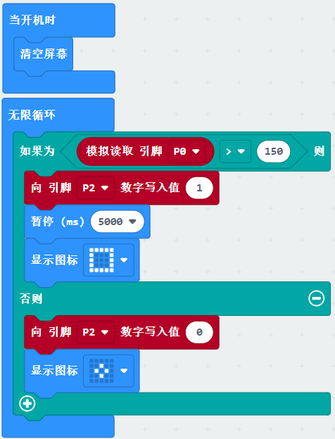 当开机时
清空屏幕
无限循环
如果为 模拟读取 引脚 P0 > 150 则
向 引脚 P2 数字写入值 1
暂停 (ms) 5000
显示图标
否则
向 引脚 P2 数字写入值 0
显示图标